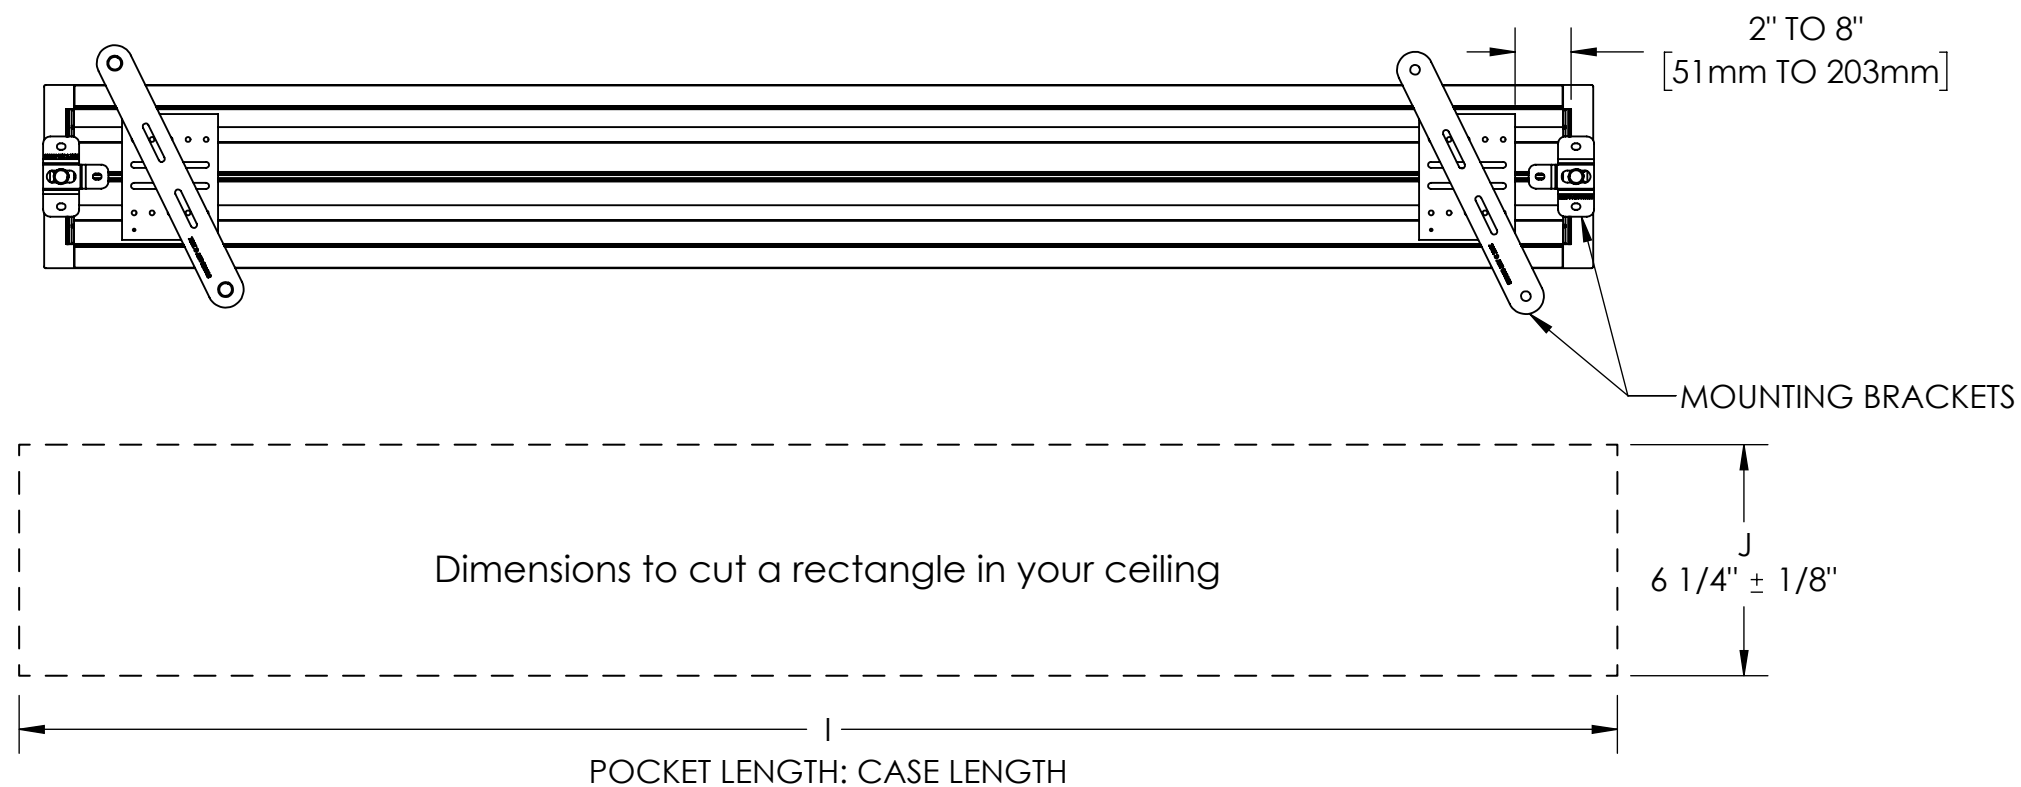 2" TO 8"
[51mm TO 203mm]
MOUNTING BRACKETS
Dimensions to cut a rectangle in your ceiling
J
6 1/4" ± 1/8"
I
POCKET LENGTH: CASE LENGTH